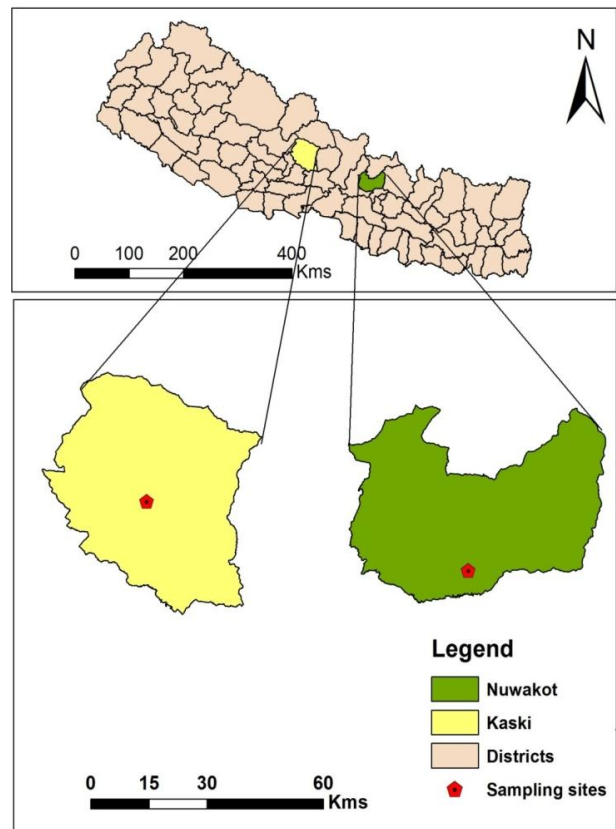 N
0 100 200 400
Kms
Legend
Nuwakot
Kaski
Districts
Sampling sites
0 15 30 60
Kms